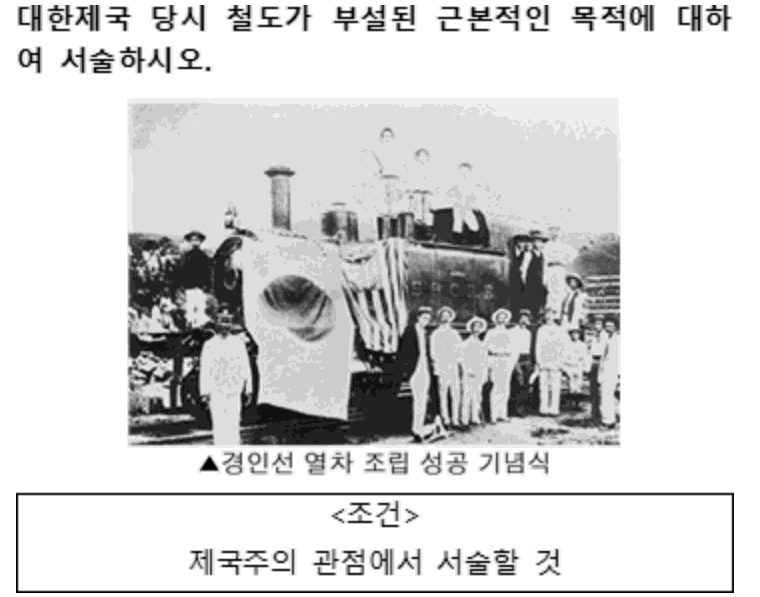 대한제국 당시 철도가 부설된 근본적인 목적에 대하
여 서술하시오.
▲경인선 열차 조립 성공 기념식
<조건>
제국주의 관점에서 서술할 것